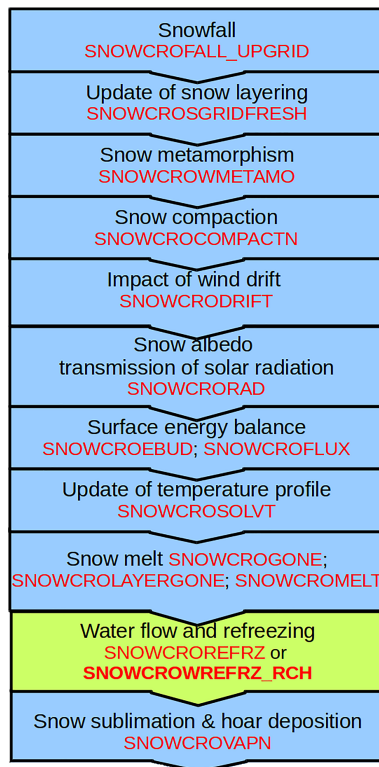 Snowfall
SNOWCROFALL_UPGRID
Update of snow layering
SNOWCROSGRIDFRESH
Snow metamorphism
SNOWCROWMETAMO
Snow compaction
SNOWCROCOMPACTN
Impact of wind drift
SNOWCRODRIFT
Snow albedo
transmission of solar radiation
SNOWCRORAD
Surface energy balance
SNOWCROEBUD; SNOWCROFLUX
Update of temperature profile
SNOWCROSOLVT
Snow melt SNOWCROGONE;
SNOWCROLAYERGONE; SNOWCROMELT
Water flow and refreezing
SNOWCROREFRZ or
SNOWCROWREFRZ_RCH
Snow sublimation & hoar deposition
SNOWCROVAPN